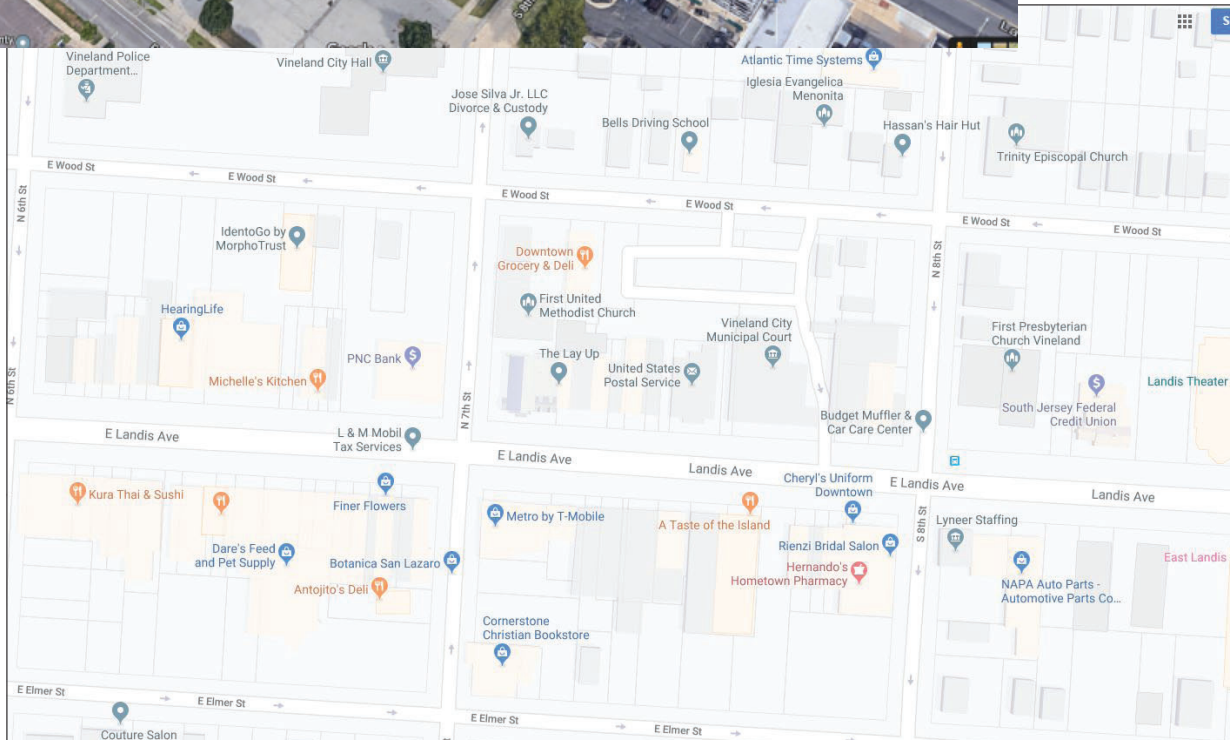 S 8th
Vineland Police
Department...
Vineland City Hall
Atlantic Time Systems
Jose Silva Jr. LLC
Divorce & Custody
Iglesia Evangelica
Menonita
Bells Driving School
Hassan's Hair Hut
Trinity Episcopal Church
E Wood St
E Wood St
E Wood St
E Wood St
E Wood St
E Wood St
N 6th St
IdentoGo by
MorphoTrust
Downtown
Grocery & Deli
N 8th St
HearingLife
First United
Methodist Church
Vineland City
Municipal Court
First Presbyterian
Church Vineland
PNC Bank
The Lay Up
United States
Postal Service
Michelle's Kitchen
Landis Theater
N 6th St
N 7th St
South Jersey Federal
Credit Union
Budget Muffler &
Car Care Center
E Landis Ave
L & M Mobil
Tax Services
E Landis Ave
Landis Ave
Cheryl's Uniform
Downtown
E Landis Ave
Landis Ave
Kura Thai & Sushi
Finer Flowers
Metro by T-Mobile
A Taste of the Island
S 8th St
Lyneer Staffing
Dare's Feed
and Pet Supply
Botanica San Lazaro
Rienzi Bridal Salon
East Landis
Antojito's Deli
Hernando's
Hometown Pharmacy
NAPA Auto Parts -
Automotive Parts Co...
Cornerstone
Christian Bookstore
E Elmer St
E Elmer St
E Elmer St
E Elmer St
Couture Salon